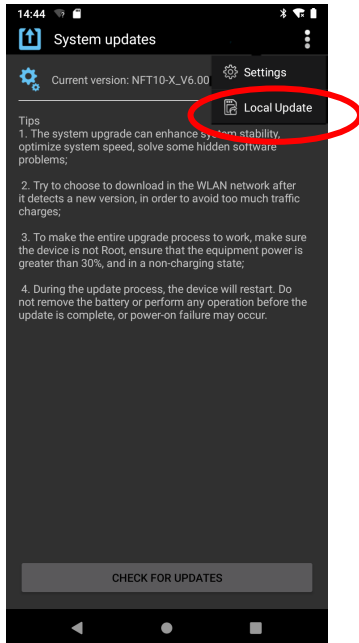 14:44
System updates
Settings
Current version: NFT10-X_V6.00
Local Update
Tips
1. The system upgrade can enhance system stability,
optimize system speed, solve some hidden software
problems;
2. Try to choose to download in the WLAN network after
it detects a new version, in order to avoid too much traffic
charges;
3. To make the entire upgrade process to work, make sure
the device is not Root, ensure that the equipment power is
greater than 30%, and in a non-charging state;
4. During the update process, the device will restart. Do
not remove the battery or perform any operation before the
update is complete, or power-on failure may occur.
CHECK FOR UPDATES